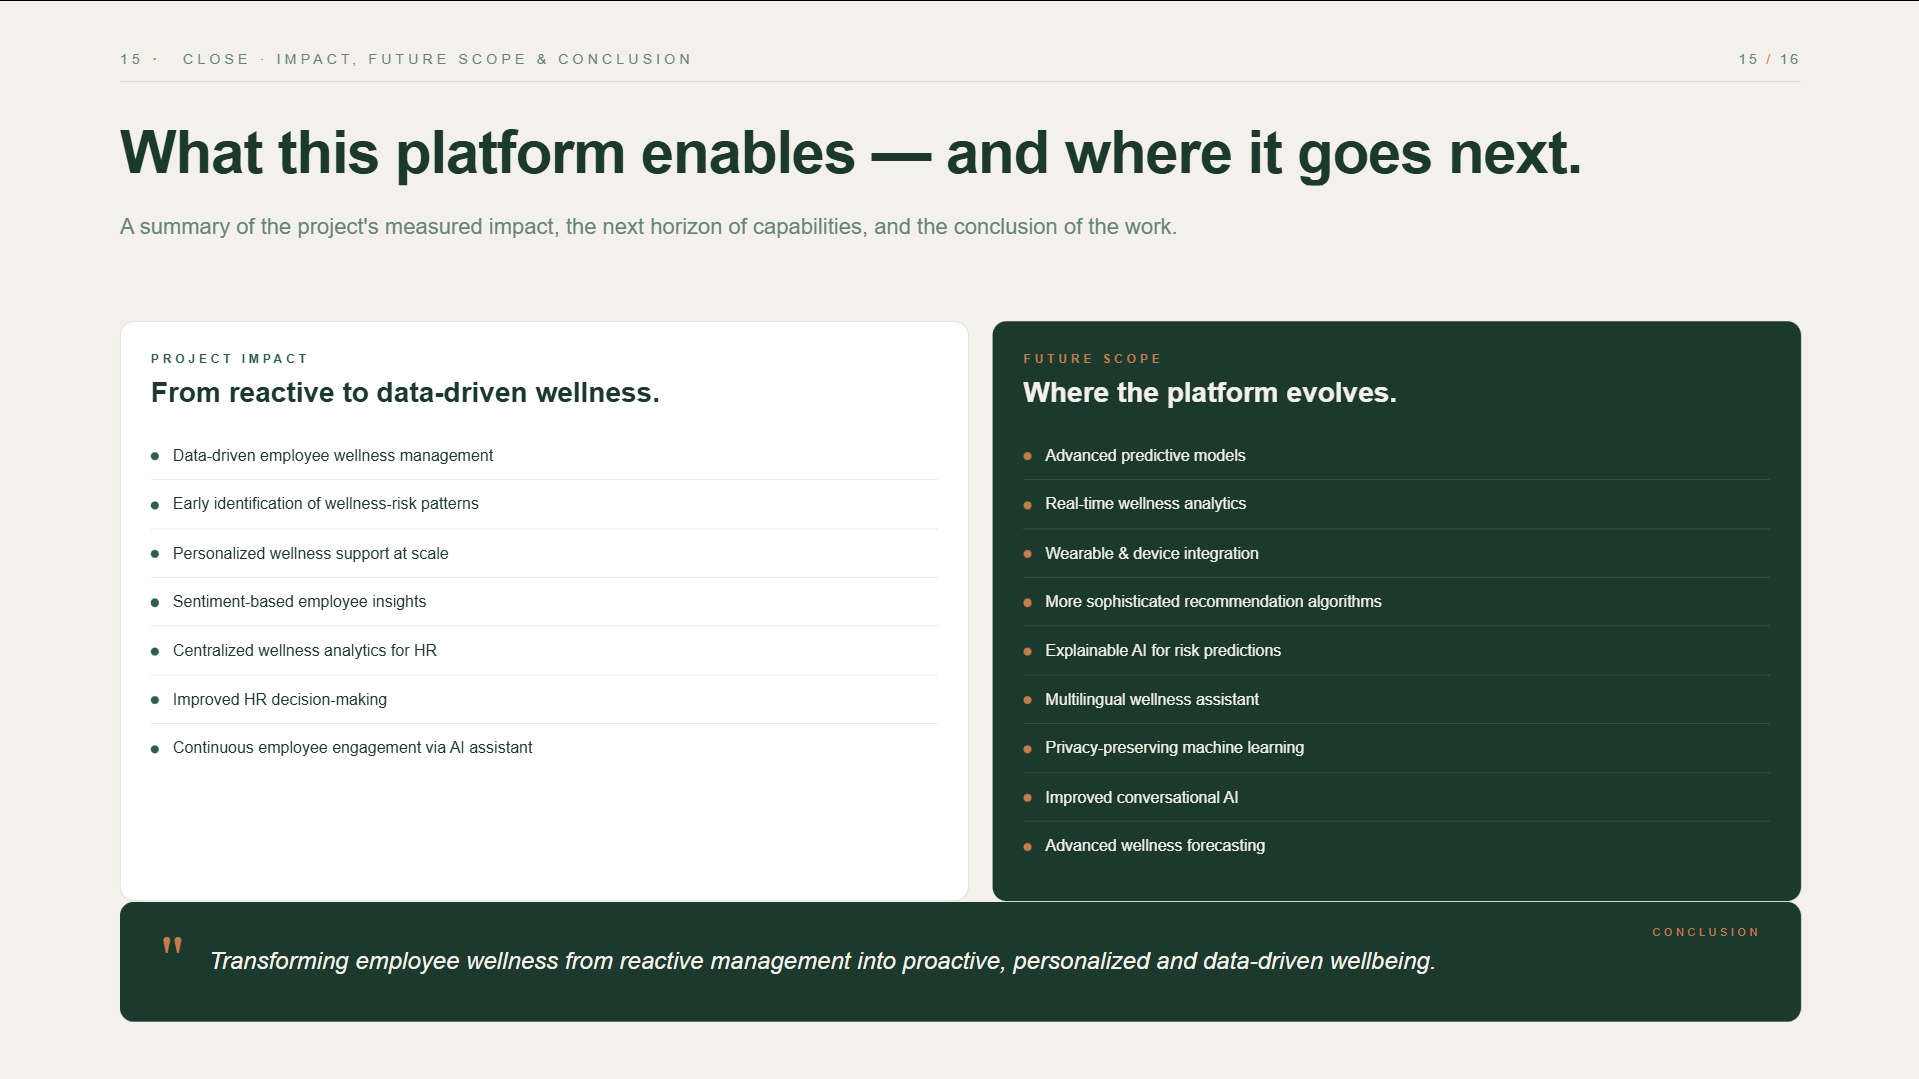 15 · CLOSE · IMPACT, FUTURE SCOPE & CONCLUSION
15 / 16
What this platform enables — and where it goes next.
A summary of the project's measured impact, the next horizon of capabilities, and the conclusion of the work.
PROJECT IMPACT
From reactive to data-driven wellness.
Data-driven employee wellness management
Early identification of wellness-risk patterns
Personalized wellness support at scale
Sentiment-based employee insights
Centralized wellness analytics for HR
Improved HR decision-making
Continuous employee engagement via AI assistant
FUTURE SCOPE
Where the platform evolves.
Advanced predictive models
Real-time wellness analytics
Wearable & device integration
More sophisticated recommendation algorithms
Explainable AI for risk predictions
Multilingual wellness assistant
Privacy-preserving machine learning
Improved conversational AI
Advanced wellness forecasting
CONCLUSION
" Transforming employee wellness from reactive management into proactive, personalized and data-driven wellbeing.